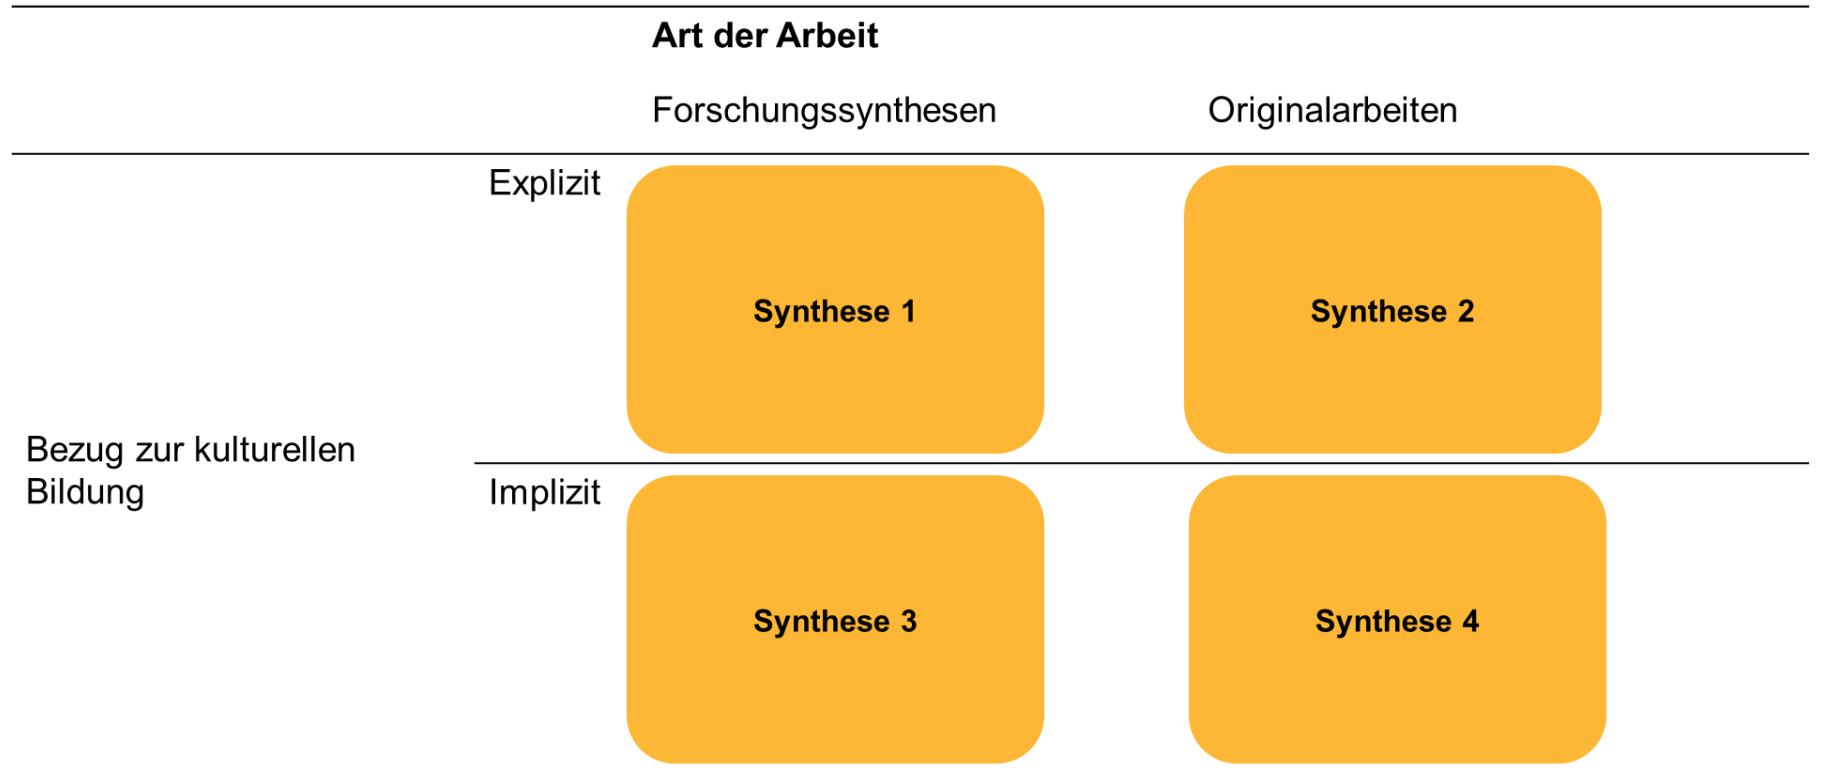 Art der Arbeit
Forschungssynthesen
Originalarbeiten
Explizit
Synthese 1
Synthese 2
Bezug zur kulturellen
Bildung
Implizit
Synthese 3
Synthese 4